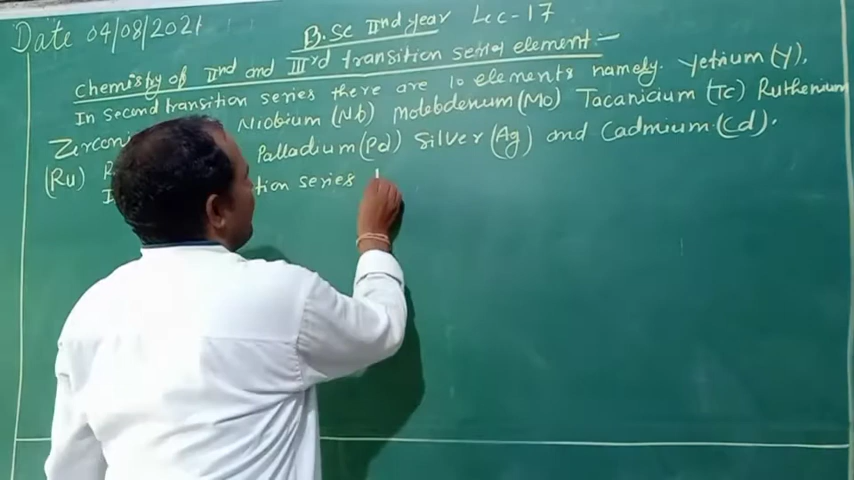 Date 04/08/2021
B.Sc IInd year Lec-17
Chemistry of IInd and IIIrd transition series element :-
In second transition series there are 10 elements namely. Yetrium (Y),
Niobium (Nb) Molebdenum (Mo) Tacanicium (Tc) Ruthenium
(Ru) Palladium (Pd) Silver (Ag) and Cadmium (Cd).
series